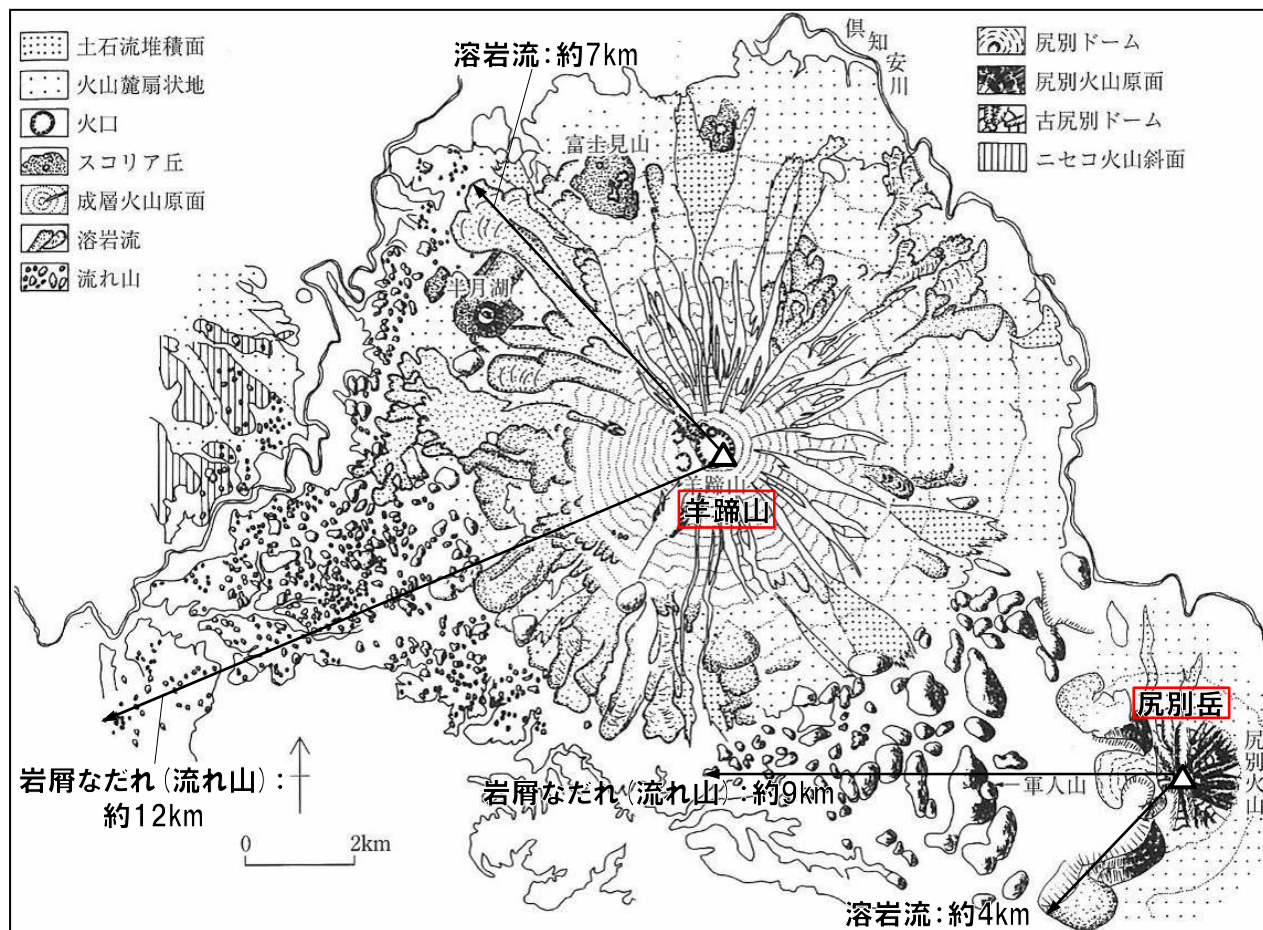 土石流堆積面
火山麓扇状地
火口
スコリア丘
成層火山原面
溶岩流
流れ山
溶岩流:約7km
倶知安川
尻別ドーム
尻別火山原面
古尻別ドーム
ニセコ火山斜面
富士見山
半月湖
羊蹄山
羊蹄山
尻別岳
尻別火山
岩屑なだれ(流れ山):
約12km
岩屑なだれ(流れ山):約9km
軍人山
0 2km
溶岩流:約4km